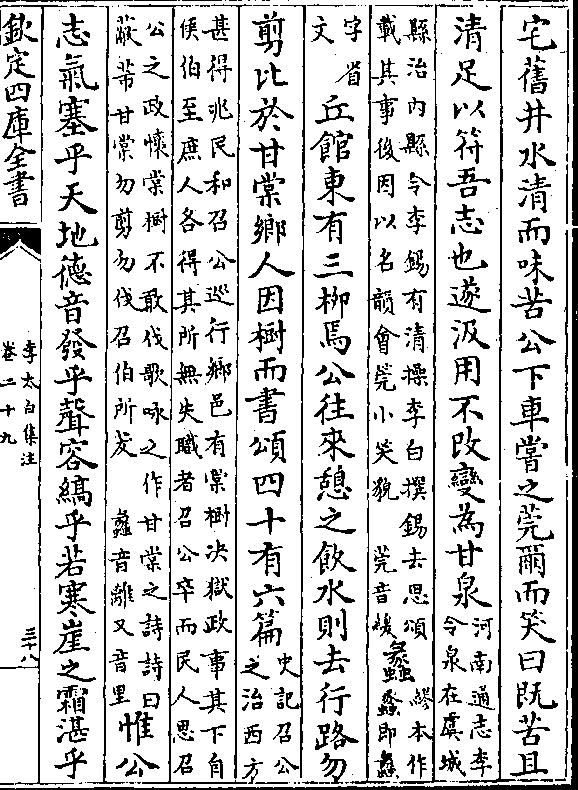 宅舊井水清而味苦公下車嘗之莞爾而笑曰既苦且
清足以符吾志也遂汲用不改變為甘泉
河南通志李
令泉在虞城
縣治内縣令李錫有清操李白撰錫去思頌
載其事後因以名韻會莞小笑貌 莞音緩
蠡
繆本作
蟸即蠡
字省
文
丘館東有三柳焉公往來憩之飲水則去行路勿
剪比於甘棠鄉人因樹而書頌四十有六篇
史記召公
之治西方
甚得兆民和召公巡行鄉邑有棠樹决獄政事其下自
侯伯至庶人各得其所無失職者召公卒而民人思召
公之政懷棠樹不敢伐歌咏之作甘棠之詩詩曰
蔽芾甘棠勿剪勿伐召伯所茇 蠡音離又音里
惟公
志氣塞乎天地德音發乎聲容縞乎若寒崖之霜湛乎
欽定四庫全書
李太白集注
卷二十九
三十八